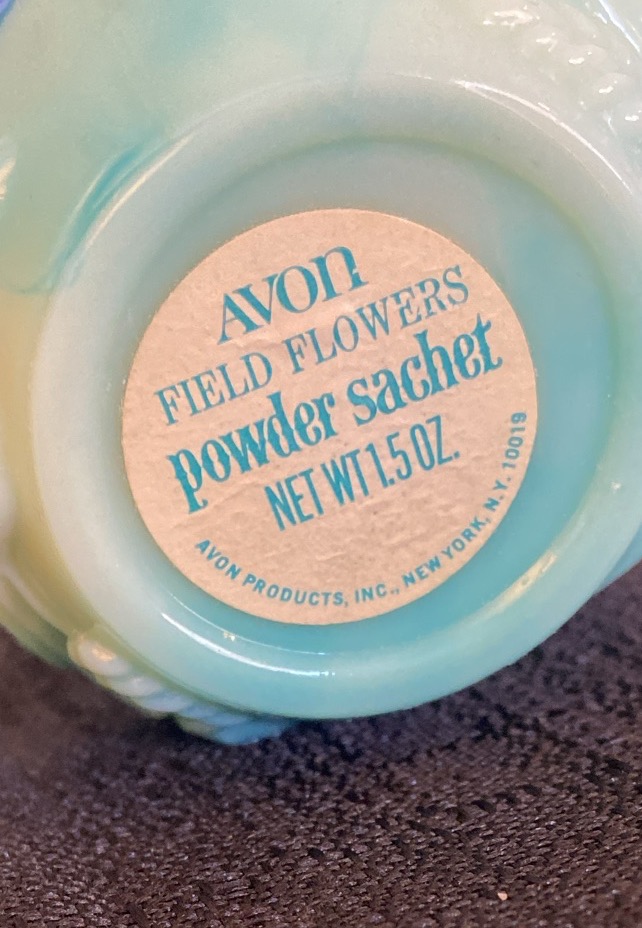 AVON
FIELD FLOWERS
powder sachet
NET WT 1.5 OZ.
AVON PRODUCTS, INC., NEW YORK, N.Y. 10019